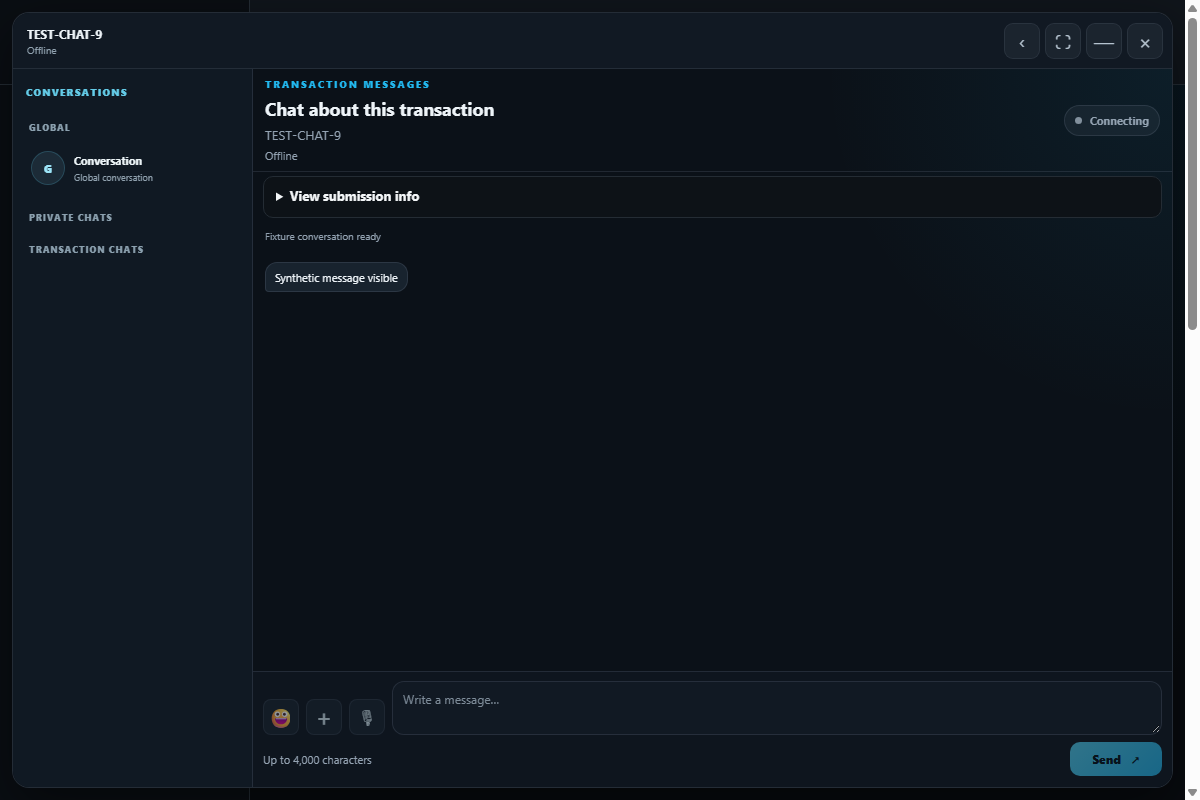 TEST-CHAT-9
Offline
CONVERSATIONS
GLOBAL
G
Conversation
Global conversation
PRIVATE CHATS
TRANSACTION CHATS
TRANSACTION MESSAGES
Chat about this transaction
TEST-CHAT-9
Offline
Connecting
View submission info
Fixture conversation ready
Synthetic message visible
Write a message...
Up to 4,000 characters
Send ↗